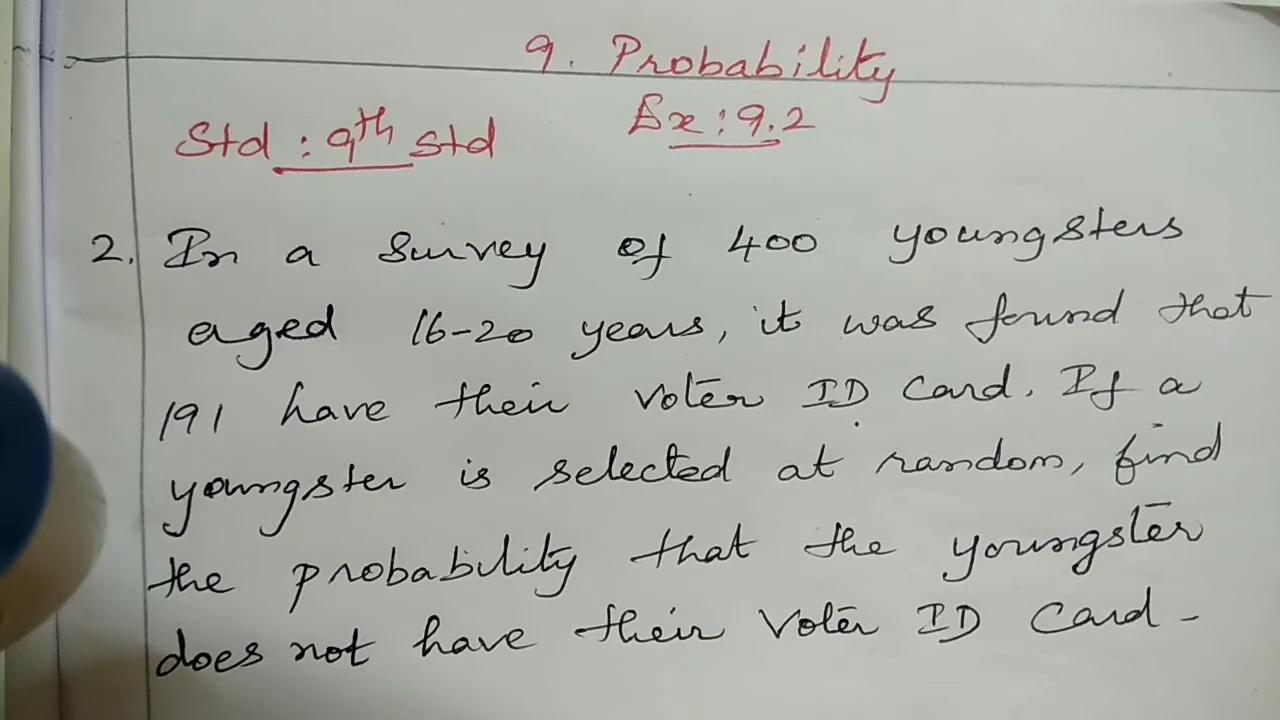 9. Probability
Std : 9th std Ex : 9.2
2. In a survey of 400 youngsters
aged 16-20 years, it was found that
191 have their voter ID card. If a
youngster is selected at random, find
the probability that the youngster
does not have their voter ID card.